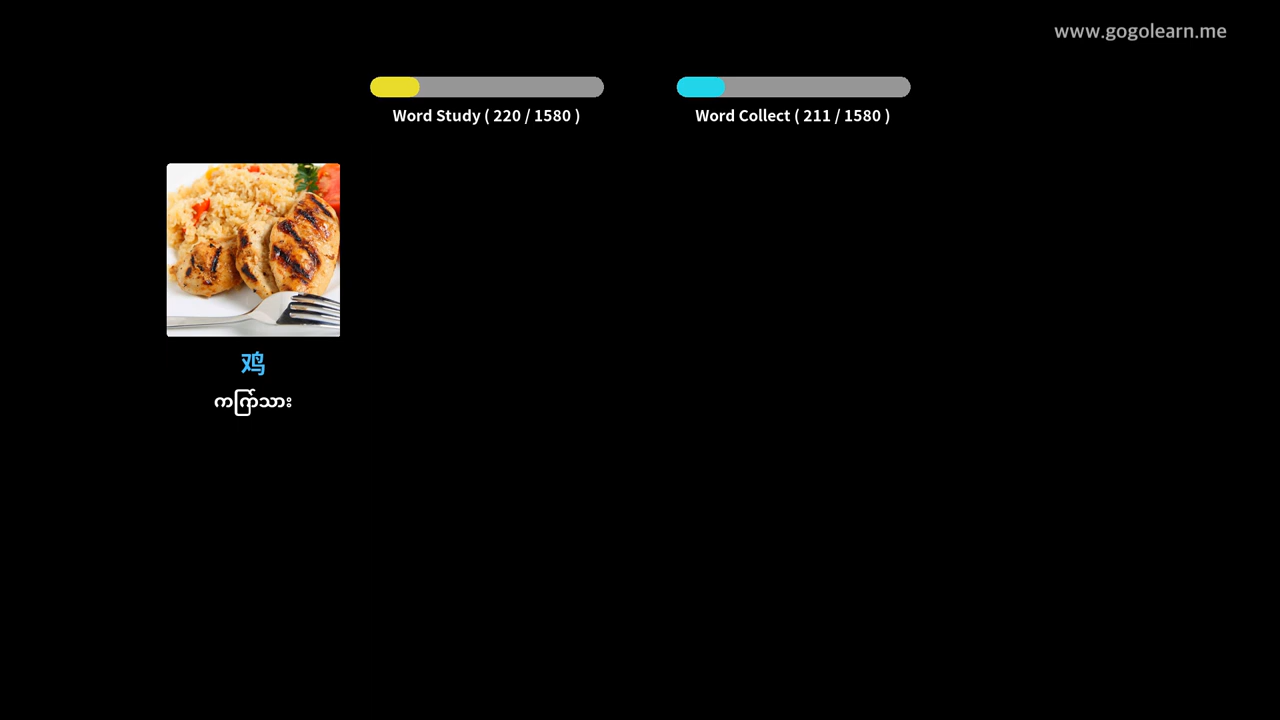 www.gogolearn.me
Word Study ( 220 / 1580 )
Word Collect ( 211 / 1580 )
鸡
ကြက်သား